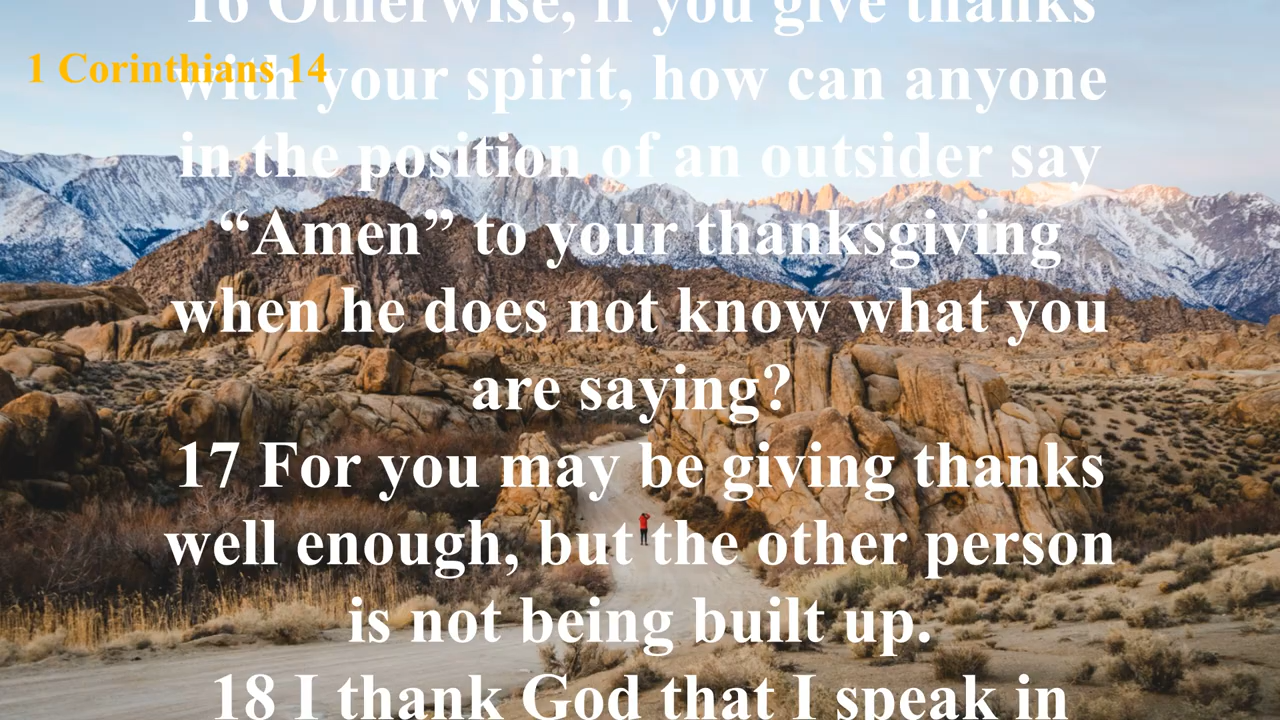 16 Otherwise, if you give thanks
1 Corinthians 14
with your spirit, how can anyone
in the position of an outsider say
“Amen” to your thanksgiving
when he does not know what you
are saying?
17 For you may be giving thanks
well enough, but the other person
is not being built up.
18 I thank God that I speak in